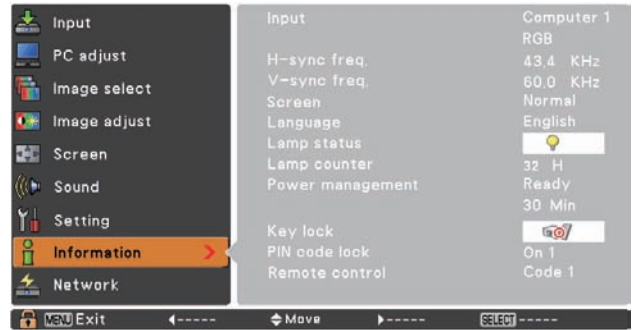 Input
PC adjust
Image select
Image adjust
Screen
Sound
Setting
Information
Network
Input Computer 1
RGB
H-sync freq. 43.4 KHz
V-sync freq. 60.0 KHz
Screen Normal
Language English
Lamp status
Lamp counter 32 H
Power management Ready
30 Min
Key lock
PIN code lock On 1
Remote control Code 1
MENU Exit ◄----- Move ►----- SELECT -----